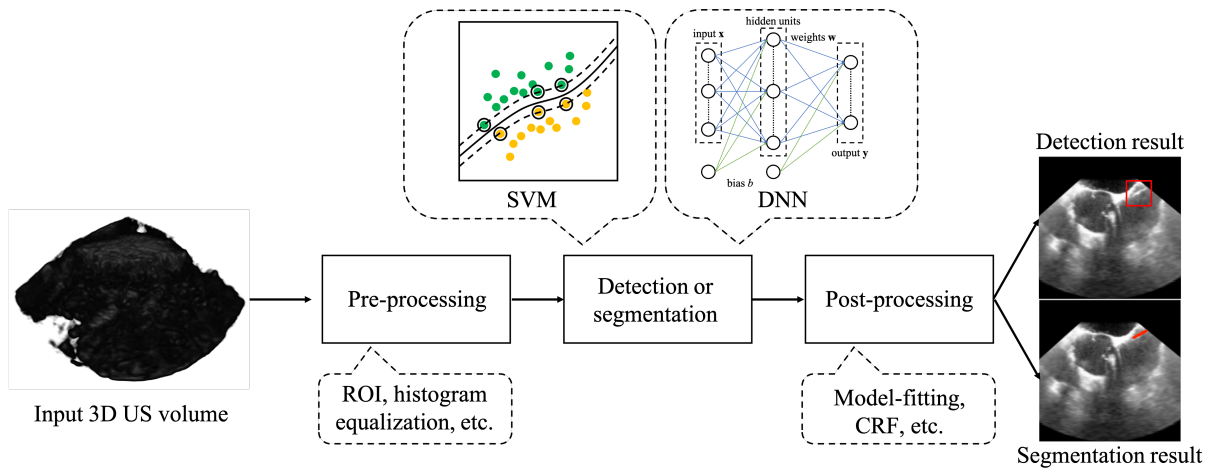 Input 3D US volume
Pre-processing
ROI, histogram
equalization, etc.
SVM
Detection or
segmentation
input x
hidden units
weights w
output y
bias b
DNN
Post-processing
Model-fitting,
CRF, etc.
Detection result
Segmentation result